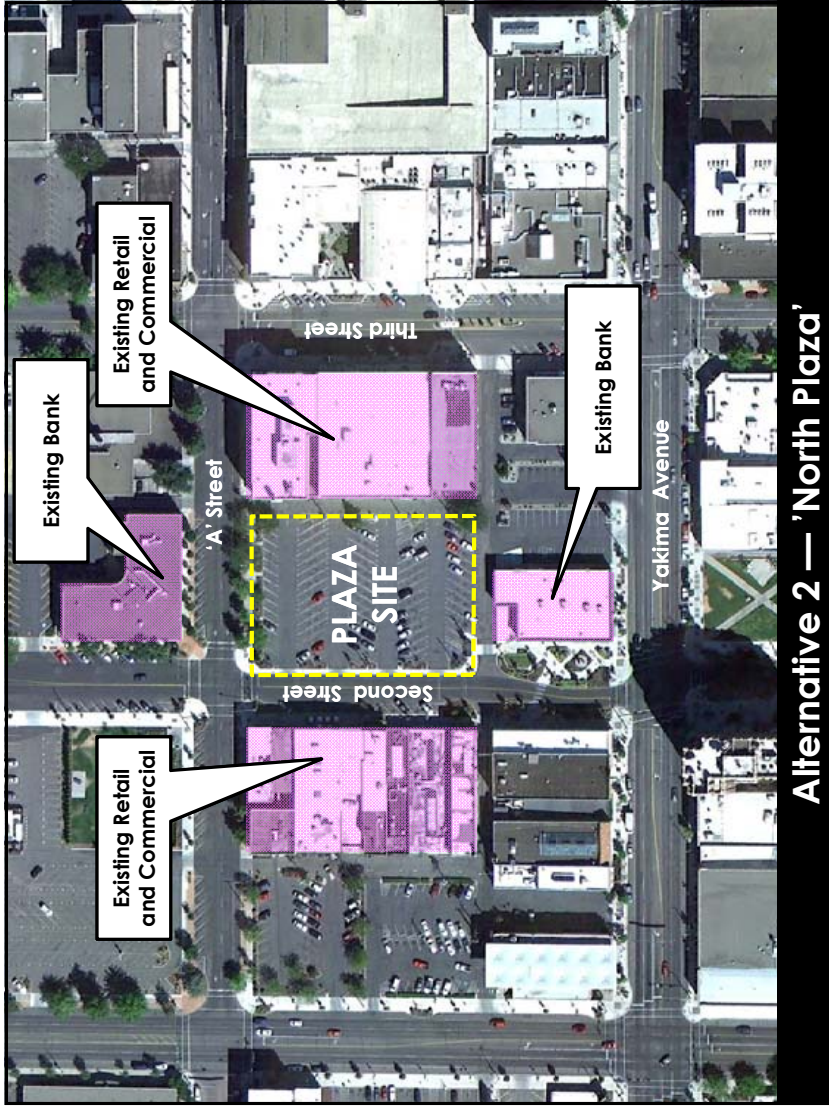 Existing Retail
and Commercial
Existing Bank
Existing Retail
and Commercial
'A' Street
Second Street
PLAZA
SITE
Third Street
Existing Bank
Yakima Avenue
Alternative 2 — 'North Plaza'